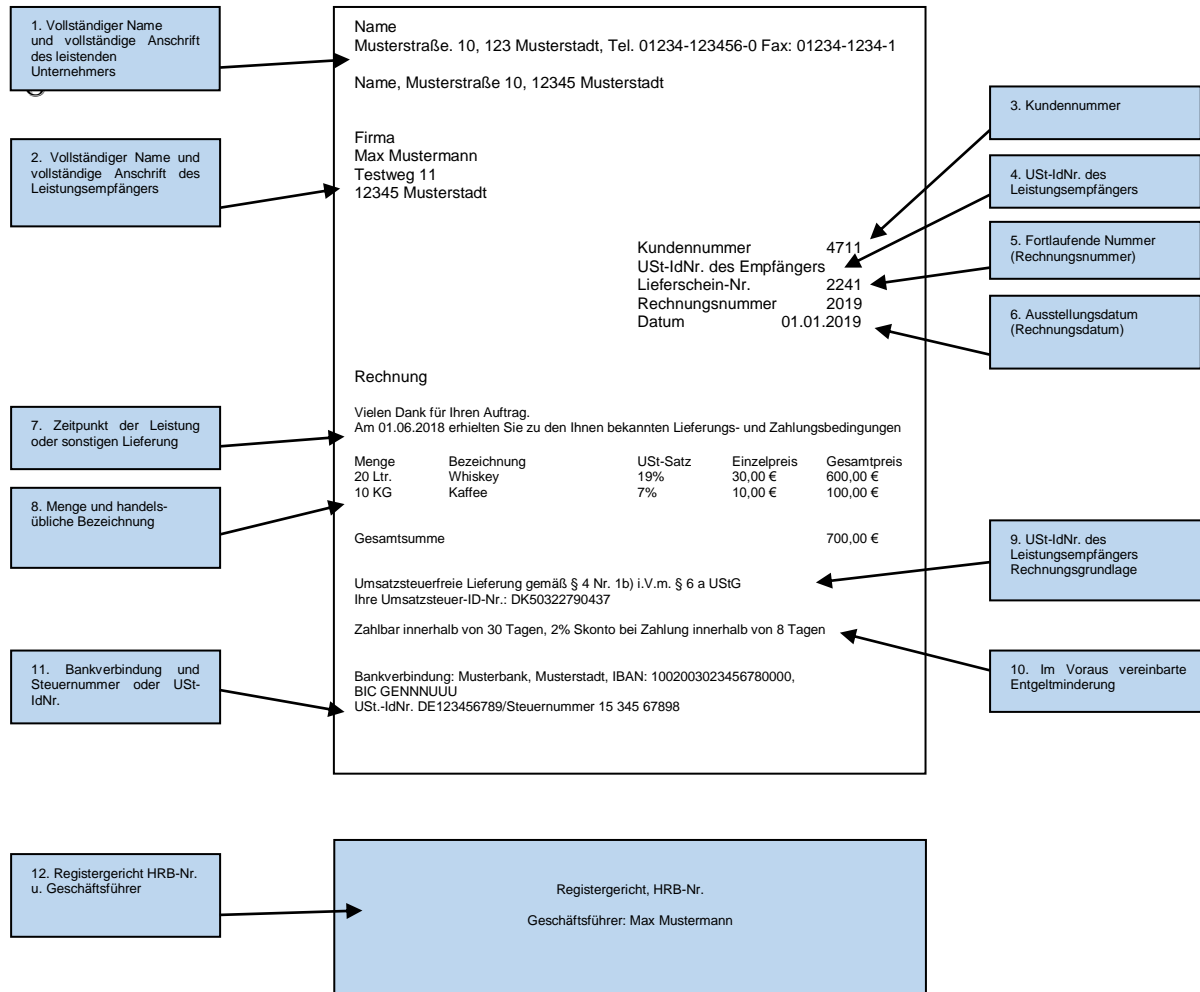 1. Vollständiger Name
und vollständige Anschrift
des leistenden
Unternehmers
Name
Musterstraße. 10, 123 Musterstadt, Tel. 01234-123456-0 Fax: 01234-1234-1
Name, Musterstraße 10, 12345 Musterstadt
2. Vollständiger Name und
vollständige Anschrift des
Leistungsempfängers
Firma
Max Mustermann
Testweg 11
12345 Musterstadt
3. Kundennummer
4. USt-IdNr. des
Leistungsempfängers
5. Fortlaufende Nummer
(Rechnungsnummer)
6. Ausstellungsdatum
(Rechnungsdatum)
Kundennummer 4711
USt-IdNr. des Empfängers
Lieferschein-Nr. 2241
Rechnungsnummer 2019
Datum 01.01.2019
Rechnung
7. Zeitpunkt der Leistung
oder sonstigen Lieferung
Vielen Dank für Ihren Auftrag.
Am 01.06.2018 erhielten Sie zu den Ihnen bekannten Lieferungs- und Zahlungsbedingungen
8. Menge und handels-
übliche Bezeichnung
Menge Bezeichnung USt-Satz Einzelpreis Gesamtpreis
20 Ltr. Whiskey 19% 30,00 € 600,00 €
10 KG Kaffee 7% 10,00 € 100,00 €
Gesamtsumme 700,00 €
9. USt-IdNr. des
Leistungsempfängers
Rechnungsgrundlage
Umsatzsteuerfreie Lieferung gemäß § 4 Nr. 1b) i.V.m. § 6 a UStG
Ihre Umsatzsteuer-ID-Nr.: DK50322790437
Zahlbar innerhalb von 30 Tagen, 2% Skonto bei Zahlung innerhalb von 8 Tagen
10. Im Voraus vereinbarte
Entgeltminderung
11. Bankverbindung und
Steuernummer oder USt-
IdNr.
Bankverbindung: Musterbank, Musterstadt, IBAN: 1002003023456780000,
BIC GENNNUUU
USt.-IdNr. DE123456789/Steuernummer 15 345 67898
12. Registergericht HRB-Nr.
u. Geschäftsführer
Registergericht, HRB-Nr.
Geschäftsführer: Max Mustermann